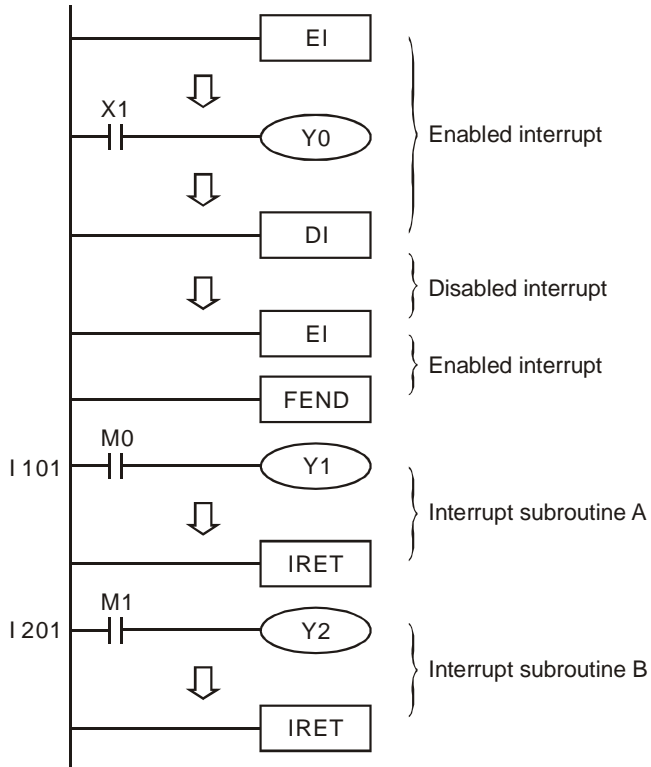 EI
X1
Y0
Enabled interrupt
DI
Disabled interrupt
EI
Enabled interrupt
FEND
M0
I 101
Y1
Interrupt subroutine A
IRET
M1
I 201
Y2
Interrupt subroutine B
IRET